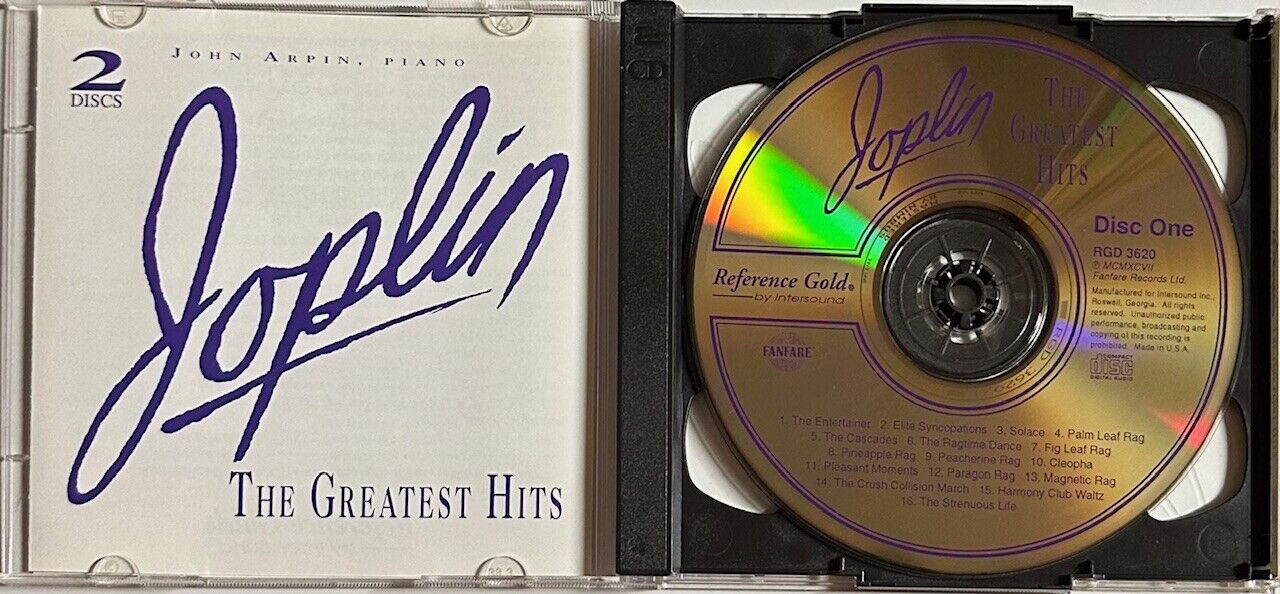 2
DISCS
JOHN ARPIN, PIANO
Joplin
THE GREATEST HITS
2
CD
Joplin
THE
GREATEST
HITS
Disc One
RGD 3620
℗ MCMXCVII
Fanfare Records Ltd.
Manufactured for Intersound Inc.,
Roswell, Georgia. All rights
reserved. Unauthorized public
performance, broadcasting and
copying of this recording is
prohibited. Made in U.S.A.
COMPACT
disc
DIGITAL AUDIO
Reference Gold®
by Intersound
FANFARE
RGD 3620
1. The Entertainer 2. Elite Syncopations 3. Solace 4. Palm Leaf Rag
5. The Cascades 6. The Ragtime Dance 7. Fig Leaf Rag
8. Pineapple Rag 9. Peacherine Rag 10. Cleopha
11. Pleasant Moments 12. Paragon Rag 13. Magnetic Rag
14. The Crush Collision March 15. Harmony Club Waltz
16. The Strenuous Life